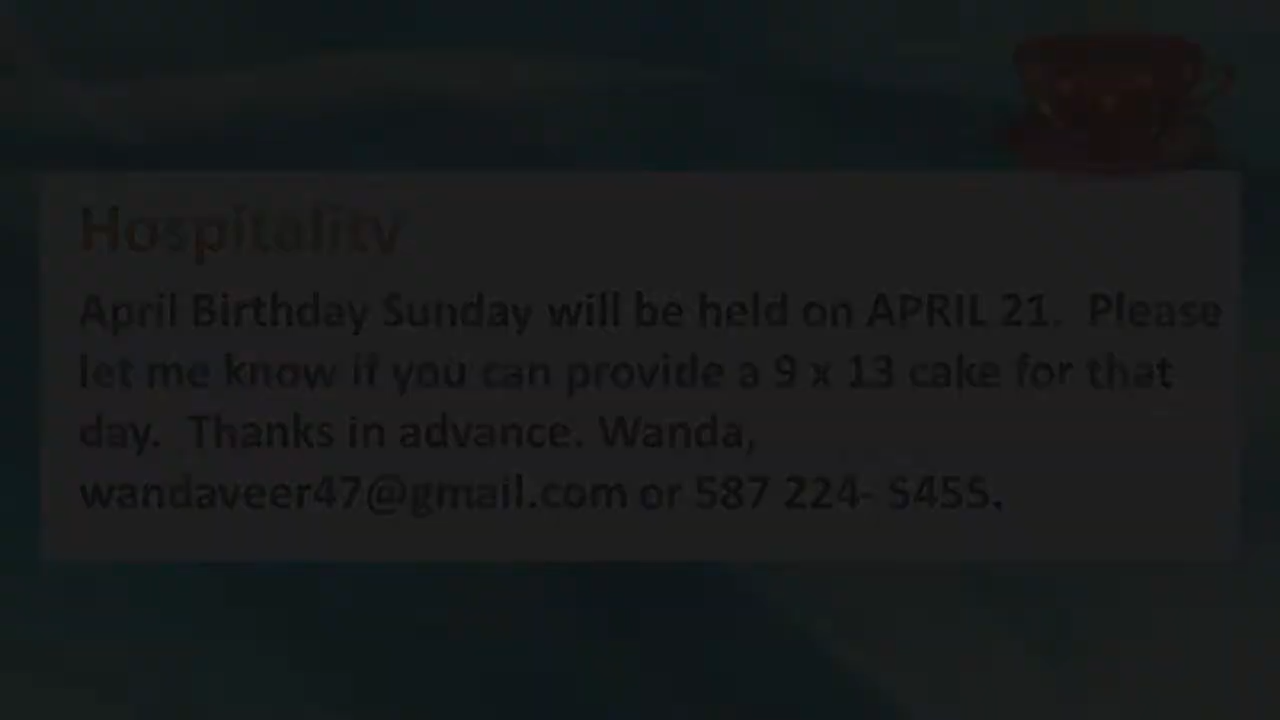 Hospitality
April Birthday Sunday will be held on APRIL 21.  Please
let me know if you can provide a 9 x 13 cake for that
day.  Thanks in advance. Wanda,
wandaveer47@gmail.com or 587 224- 5455.